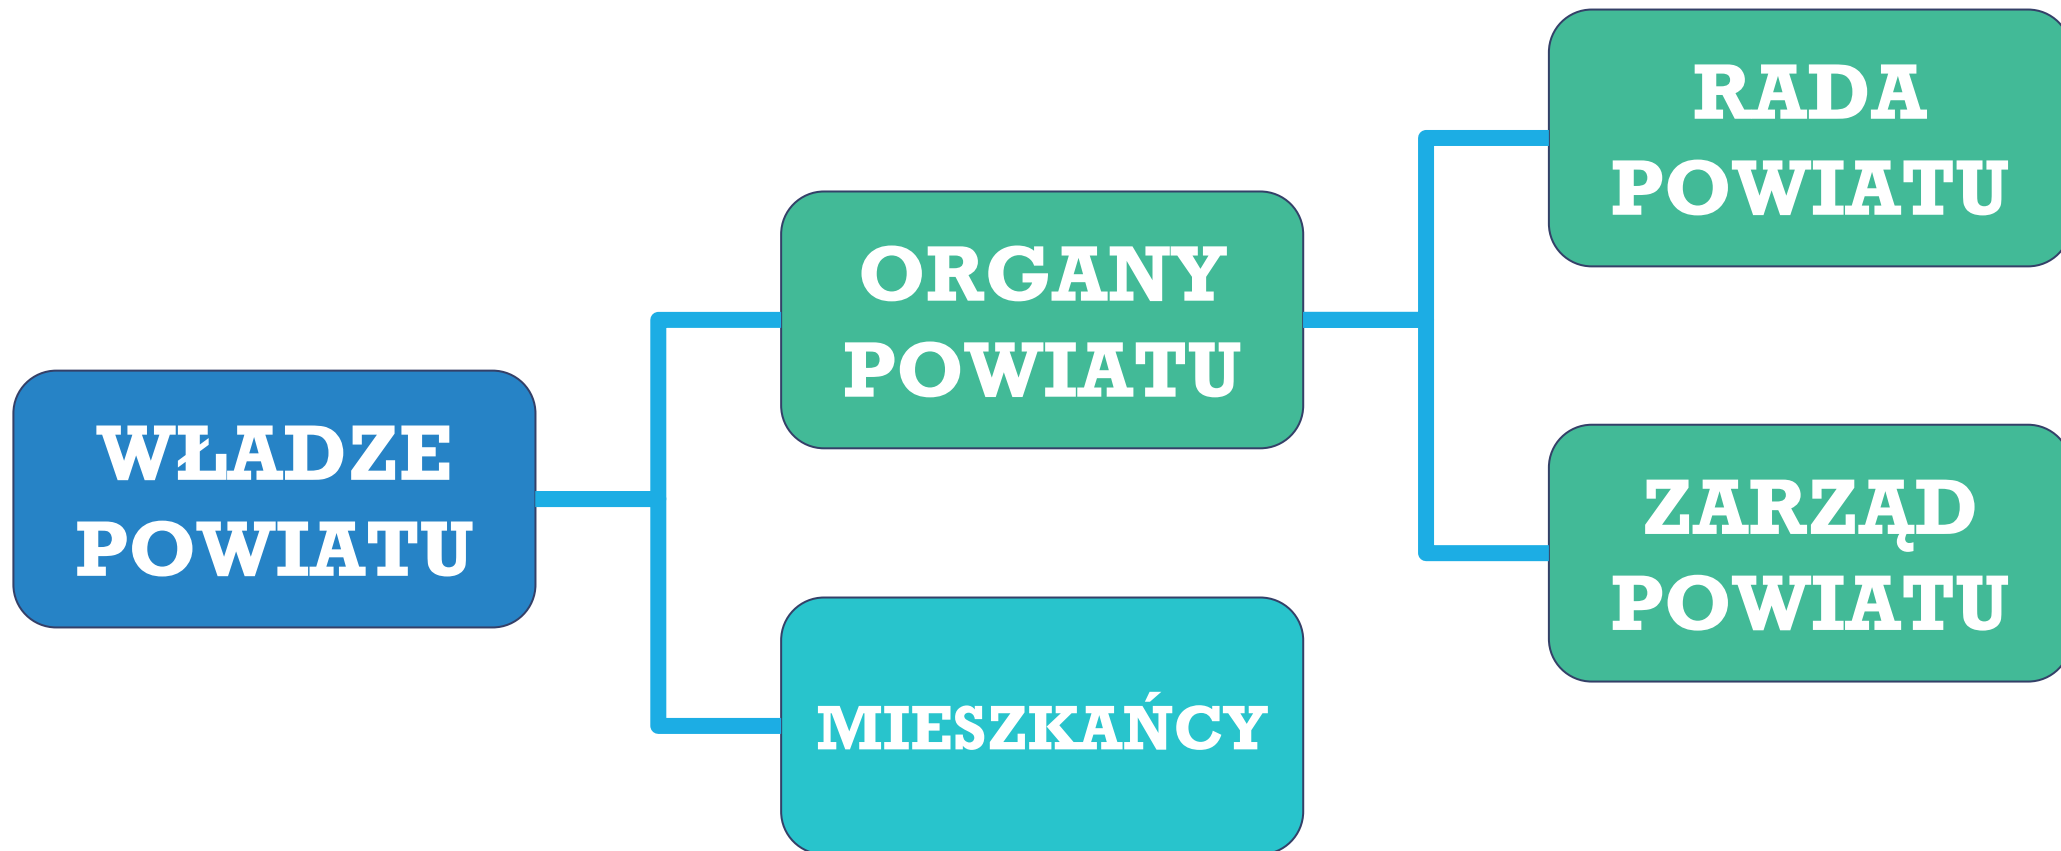 WŁADZE
POWIATU
ORGANY
POWIATU
MIESZKAŃCY
RADA
POWIATU
ZARZĄD
POWIATU